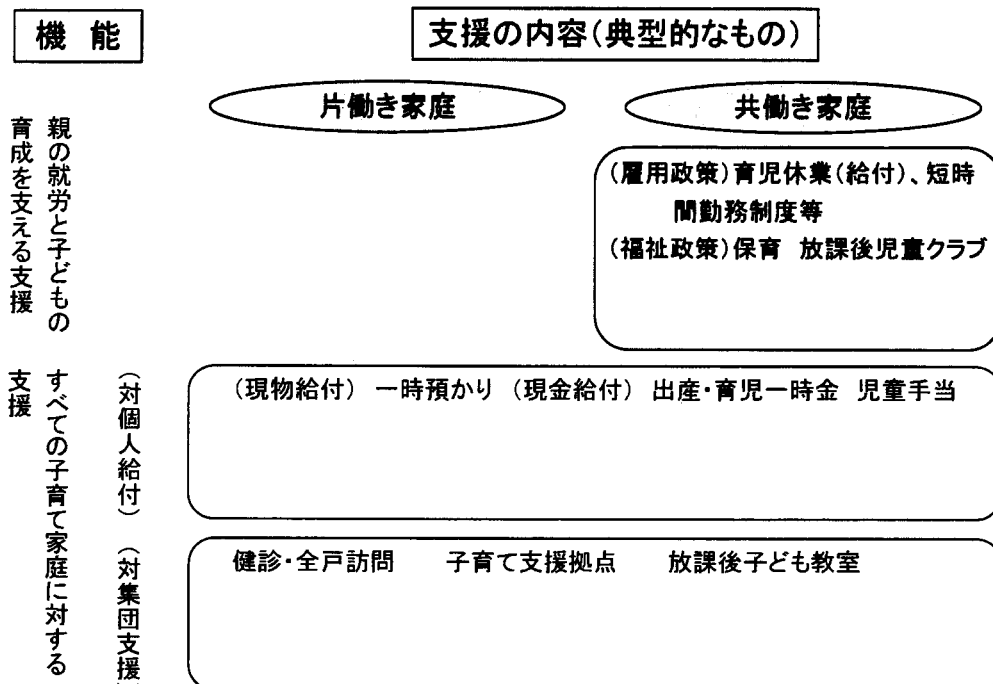 機 能
支援の内容(典型的なもの)
片働き家庭
共働き家庭
親の就労と子どもの
育成を支える支援
(雇用政策)育児休業(給付)、短時
間勤務制度等
(福祉政策)保育 放課後児童クラブ
すべての子育て家庭に対する
支援
(対個人給付)
(現物給付) 一時預かり (現金給付) 出産・育児一時金 児童手当
(対集団支援
健診・全戸訪問 子育て支援拠点 放課後子ども教室